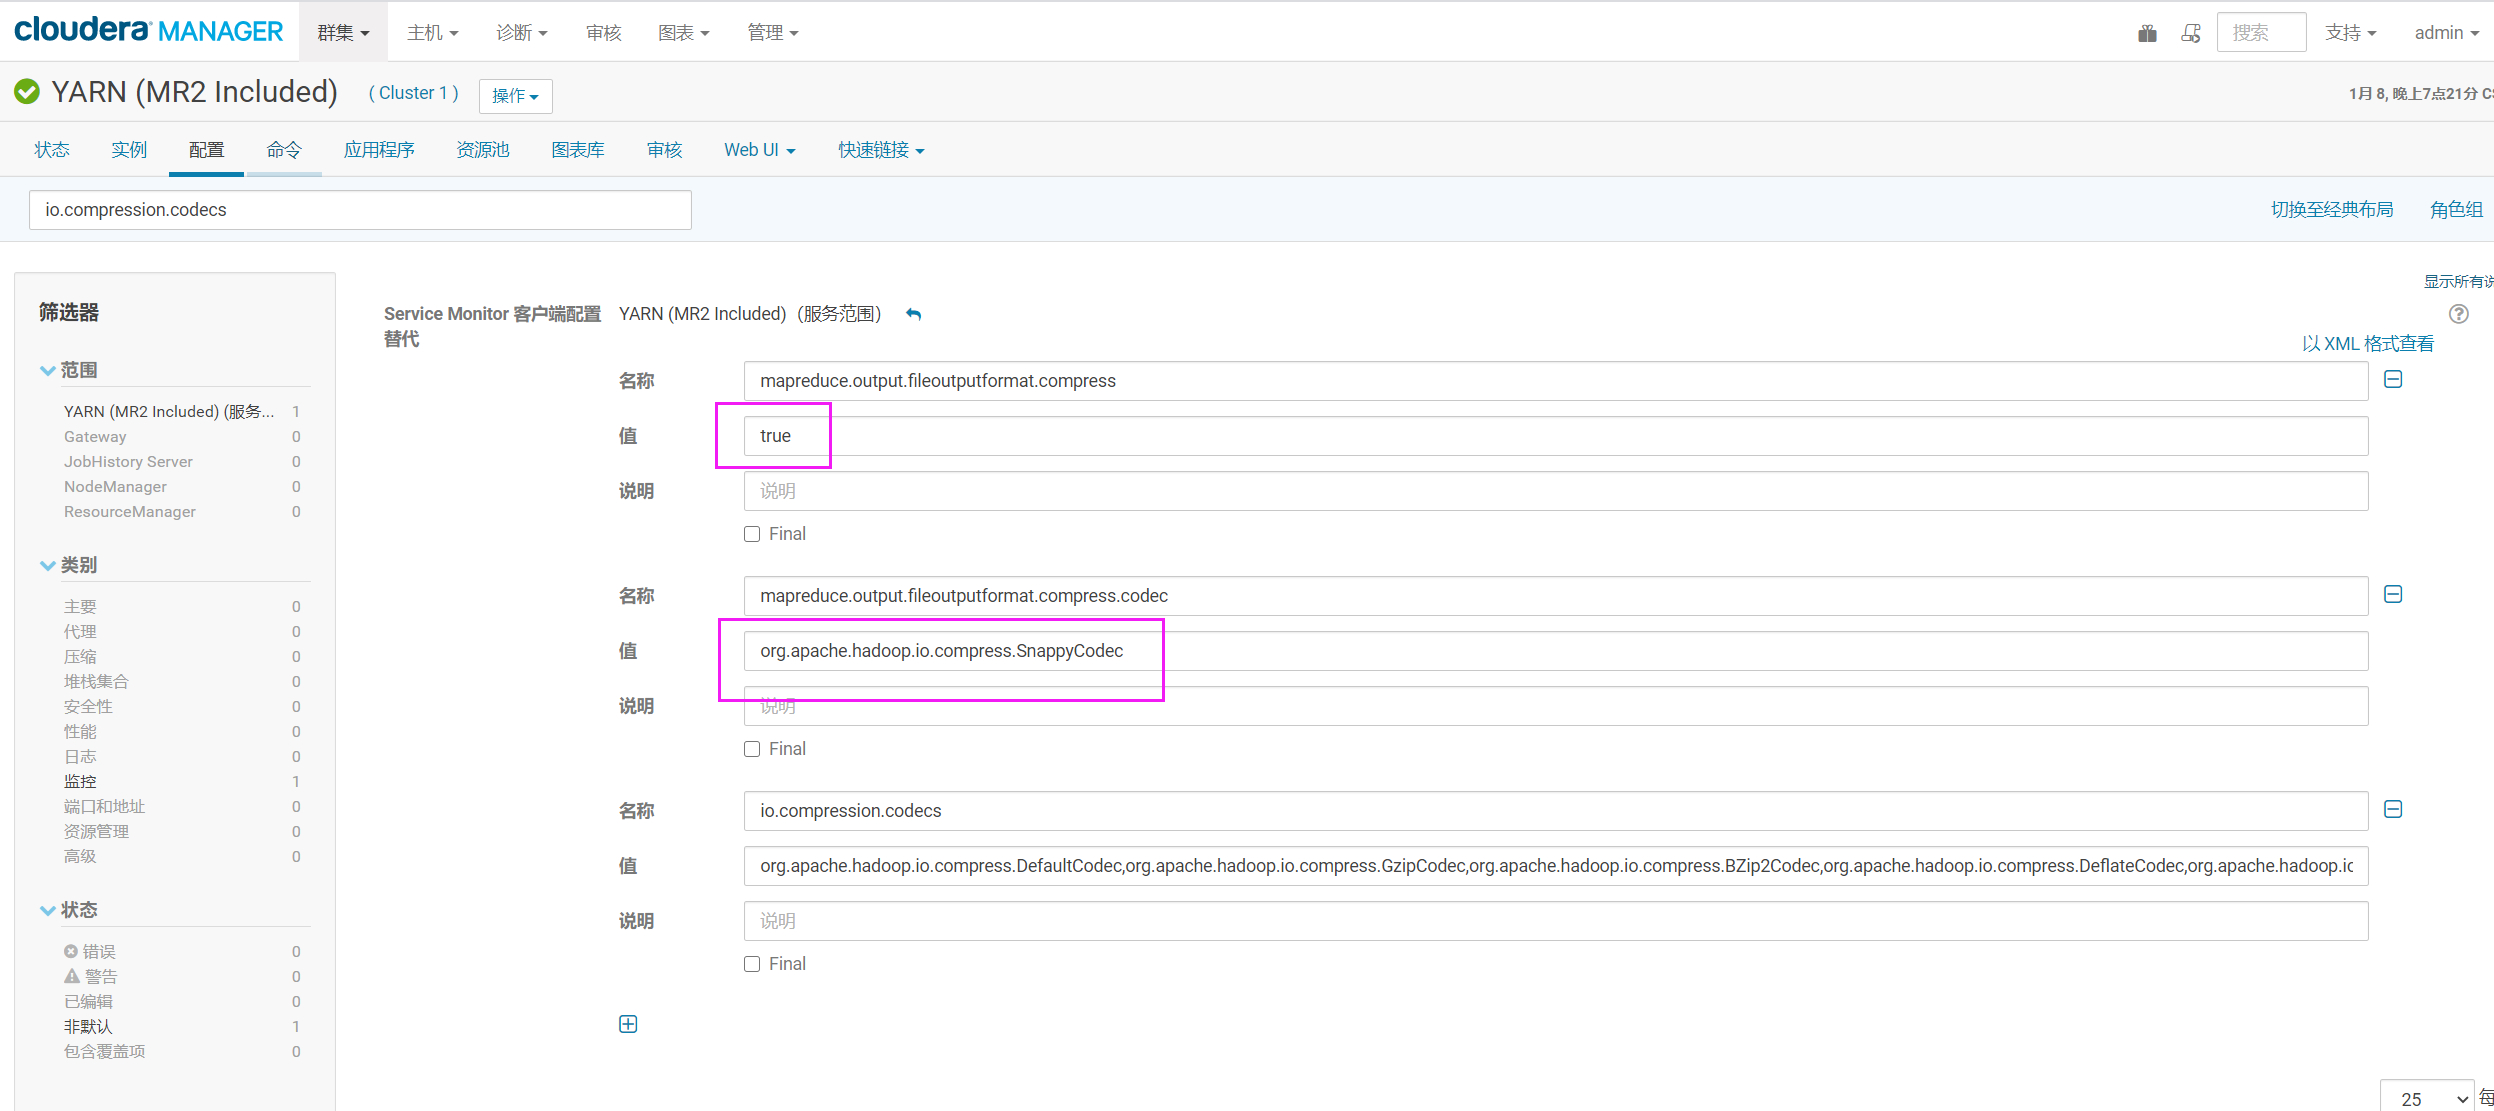 cloudera MANAGER 群集 主机 诊断 审核 图表 管理 搜索 支持 admin
YARN (MR2 Included) ( Cluster 1 ) 操作 1月 8, 晚上7点21分 CS
状态 实例 配置 命令 应用程序 资源池 图表库 审核 Web UI 快速链接
io.compression.codecs 切换至经典布局 角色组
显示所有说
筛选器
范围
YARN (MR2 Included) (服务... 1
Gateway 0
JobHistory Server 0
NodeManager 0
ResourceManager 0
类别
主要 0
代理 0
压缩 0
堆栈集合 0
安全性 0
性能 0
日志 0
监控 1
端口和地址 0
资源管理 0
高级 0
状态
错误 0
警告 0
已编辑 0
非默认 1
包含覆盖项 0
Service Monitor 客户端配置
替代
YARN (MR2 Included) (服务范围)
以 XML 格式查看
名称 mapreduce.output.fileoutputformat.compress
值 true
说明 说明
Final
名称 mapreduce.output.fileoutputformat.compress.codec
值 org.apache.hadoop.io.compress.SnappyCodec
说明 说明
Final
名称 io.compression.codecs
值 org.apache.hadoop.io.compress.DefaultCodec,org.apache.hadoop.io.compress.GzipCodec,org.apache.hadoop.io.compress.BZip2Codec,org.apache.hadoop.io.compress.DeflateCodec,org.apache.hadoop.ic
说明 说明
Final
25 每